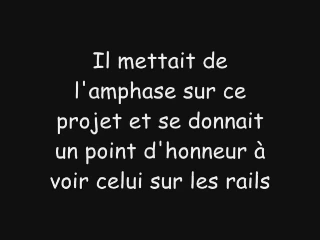 Il mettait de
l'amphase sur ce
projet et se donnait
un point d'honneur à
voir celui sur les rails